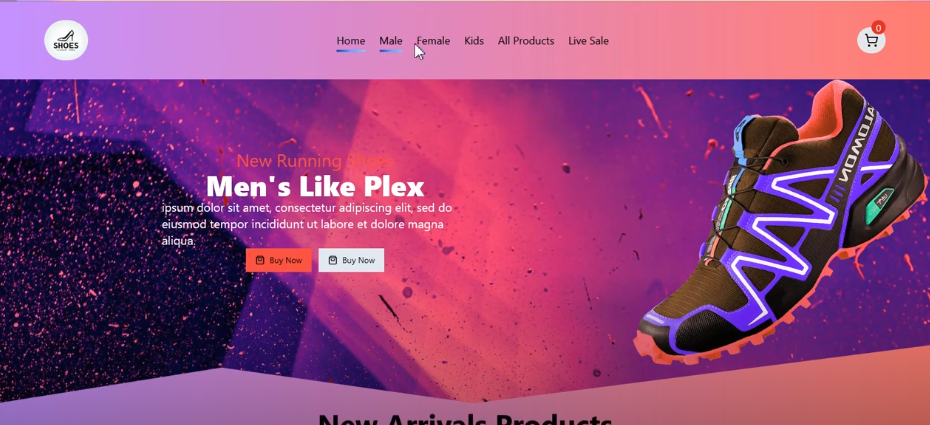 SHOES
Home Male Female Kids All Products Live Sale
0
New Running Shoes
Men's Like Plex
ipsum dolor sit amet, consectetur adipiscing elit, sed do
eiusmod tempor incididunt ut labore et dolore magna
aliqua.
Buy Now Buy Now
New Arrivals Products